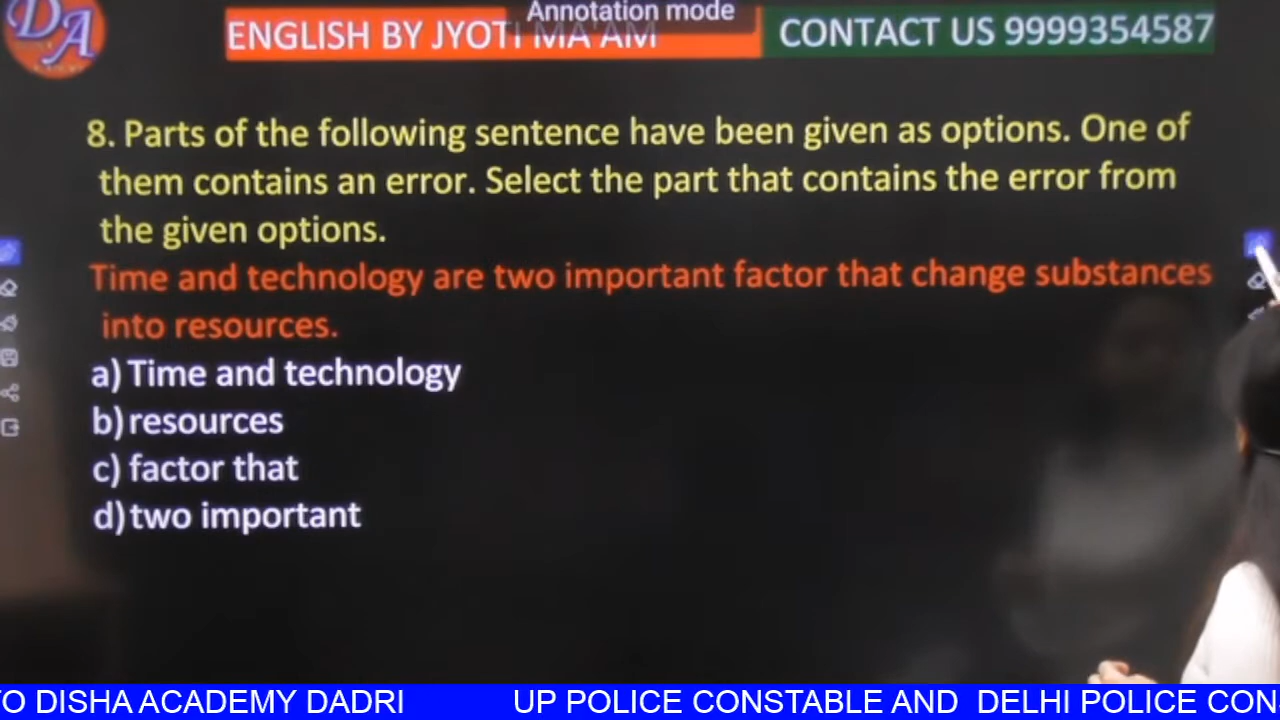 DA
Annotation mode
ENGLISH BY JYOTI MA'AM
CONTACT US 9999354587
8. Parts of the following sentence have been given as options. One of
them contains an error. Select the part that contains the error from
the given options.
Time and technology are two important factor that change substances
into resources.
a) Time and technology
b) resources
c) factor that
d) two important
TO DISHA ACADEMY DADRI UP POLICE CONSTABLE AND DELHI POLICE CON